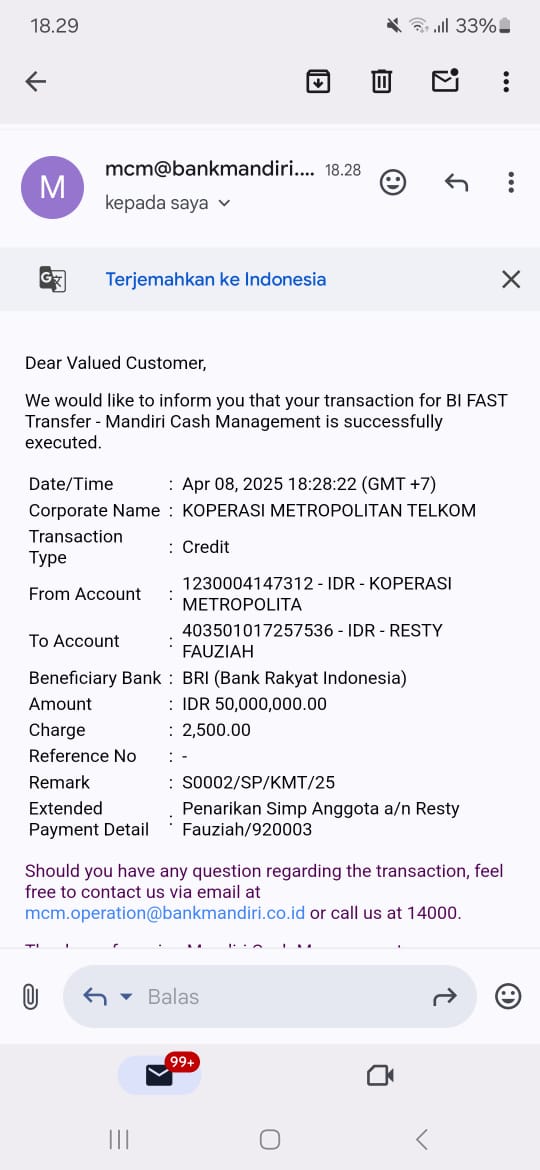 18.29
33%
M
mcm@bankmandiri.... 18.28
kepada saya
Terjemahkan ke Indonesia
Dear Valued Customer,
We would like to inform you that your transaction for BI FAST
Transfer - Mandiri Cash Management is successfully
executed.
Date/Time : Apr 08, 2025 18:28:22 (GMT +7)
Corporate Name : KOPERASI METROPOLITAN TELKOM
Transaction
Type : Credit
From Account : 1230004147312 - IDR - KOPERASI
METROPOLITA
To Account : 403501017257536 - IDR - RESTY
FAUZIAH
Beneficiary Bank : BRI (Bank Rakyat Indonesia)
Amount : IDR 50,000,000.00
Charge : 2,500.00
Reference No : -
Remark : S0002/SP/KMT/25
Extended
Payment Detail : Penarikan Simp Anggota a/n Resty
Fauziah/920003
Should you have any question regarding the transaction, feel
free to contact us via email at
mcm.operation@bankmandiri.co.id or call us at 14000.
Balas
99+